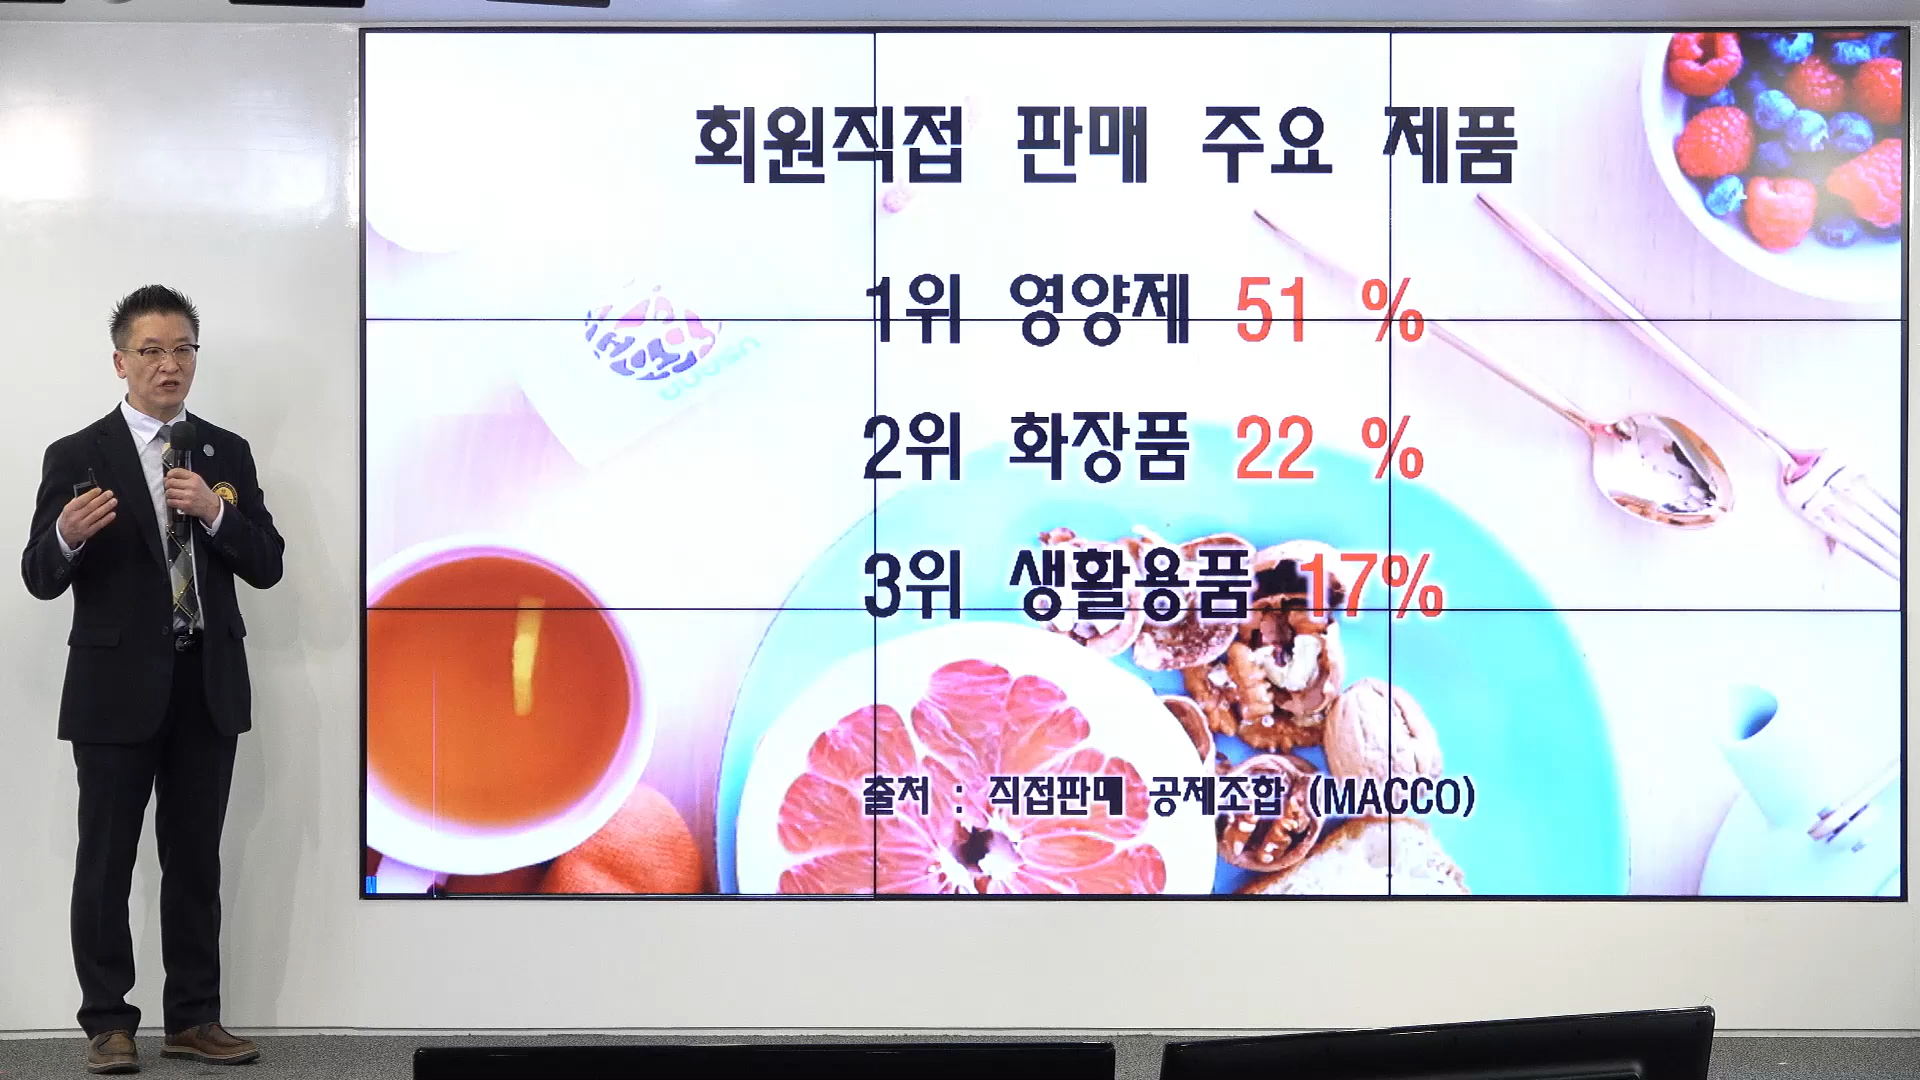 회원직접 판매 주요 제품
1위 영양제 51 %
2위 화장품 22 %
3위 생활용품 17%
출처 : 직접판매 공제조합 (MACCO)